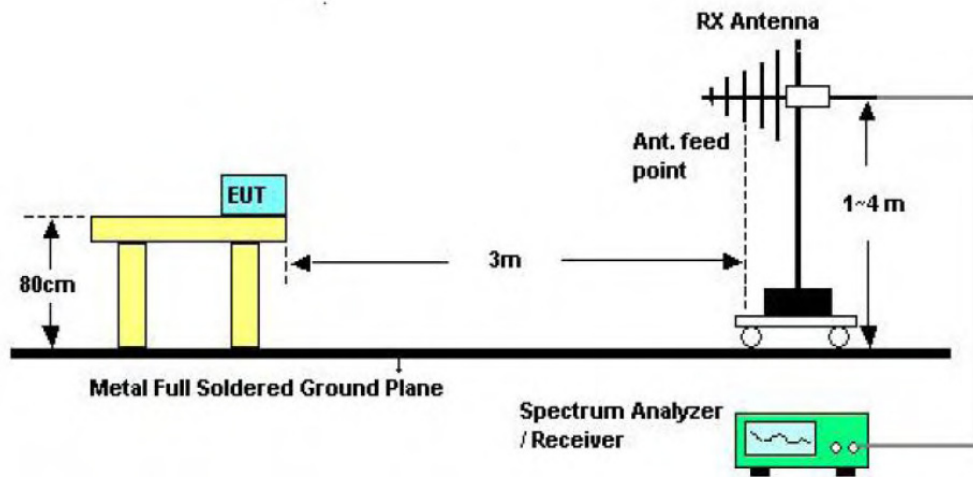 RX Antenna
Ant. feed
point
EUT
1~4 m
3m
80cm
Metal Full Soldered Ground Plane
Spectrum Analyzer
/ Receiver